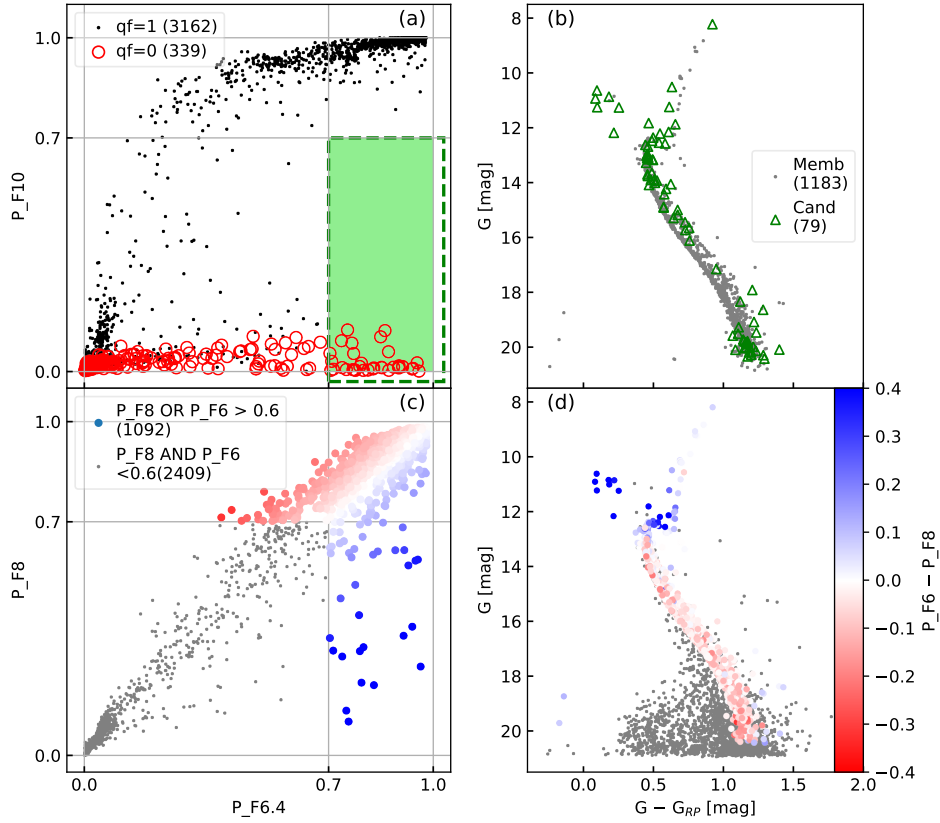 (a)
qf=1 (3162)
qf=0 (339)
1.0
0.7
0.0
P_F10
(b)
8
10
12
14
16
18
20
G [mag]
Memb
(1183)
Cand
(79)
(c)
P_F8 OR P_F6 > 0.6
(1092)
P_F8 AND P_F6
<0.6(2409)
1.0
0.7
0.0
P_F8
0.0
0.7
1.0
P_F6.4
(d)
8
10
12
14
16
18
20
G [mag]
0.0
0.5
1.0
1.5
2.0
G − G_RP [mag]
0.4
0.3
0.2
0.1
0.0
−0.1
−0.2
−0.3
−0.4
P_F6 − P_F8